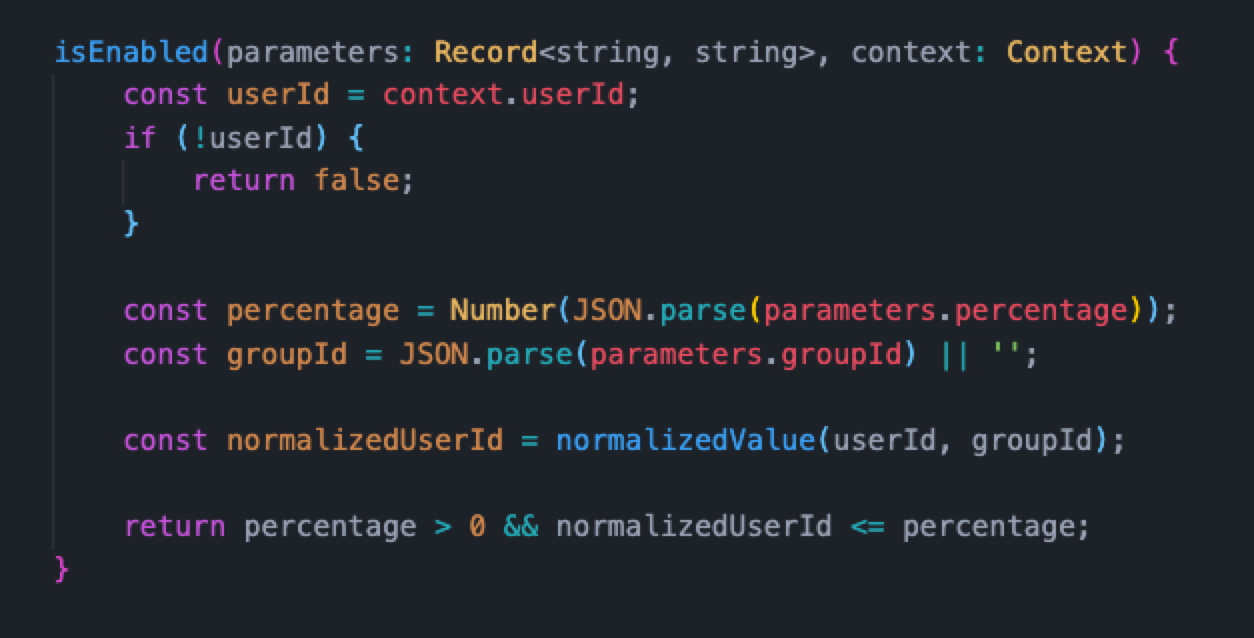 isEnabled(parameters: Record<string, string>, context: Context) {
    const userId = context.userId;
    if (!userId) {
        return false;
    }

    const percentage = Number(JSON.parse(parameters.percentage));
    const groupId = JSON.parse(parameters.groupId) || '';

    const normalizedUserId = normalizedValue(userId, groupId);

    return percentage > 0 && normalizedUserId <= percentage;
}